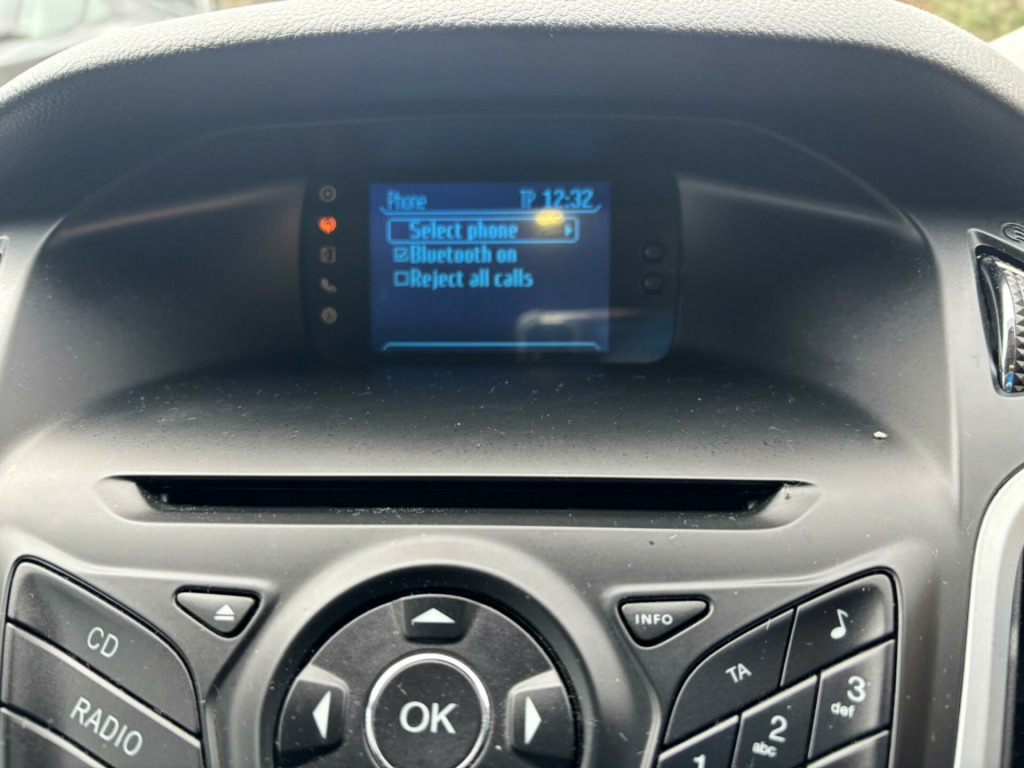 Phone TP 12:32
Select phone
Bluetooth on
Reject all calls
CD
INFO
RADIO
OK
TA
1
2 abc
3 def